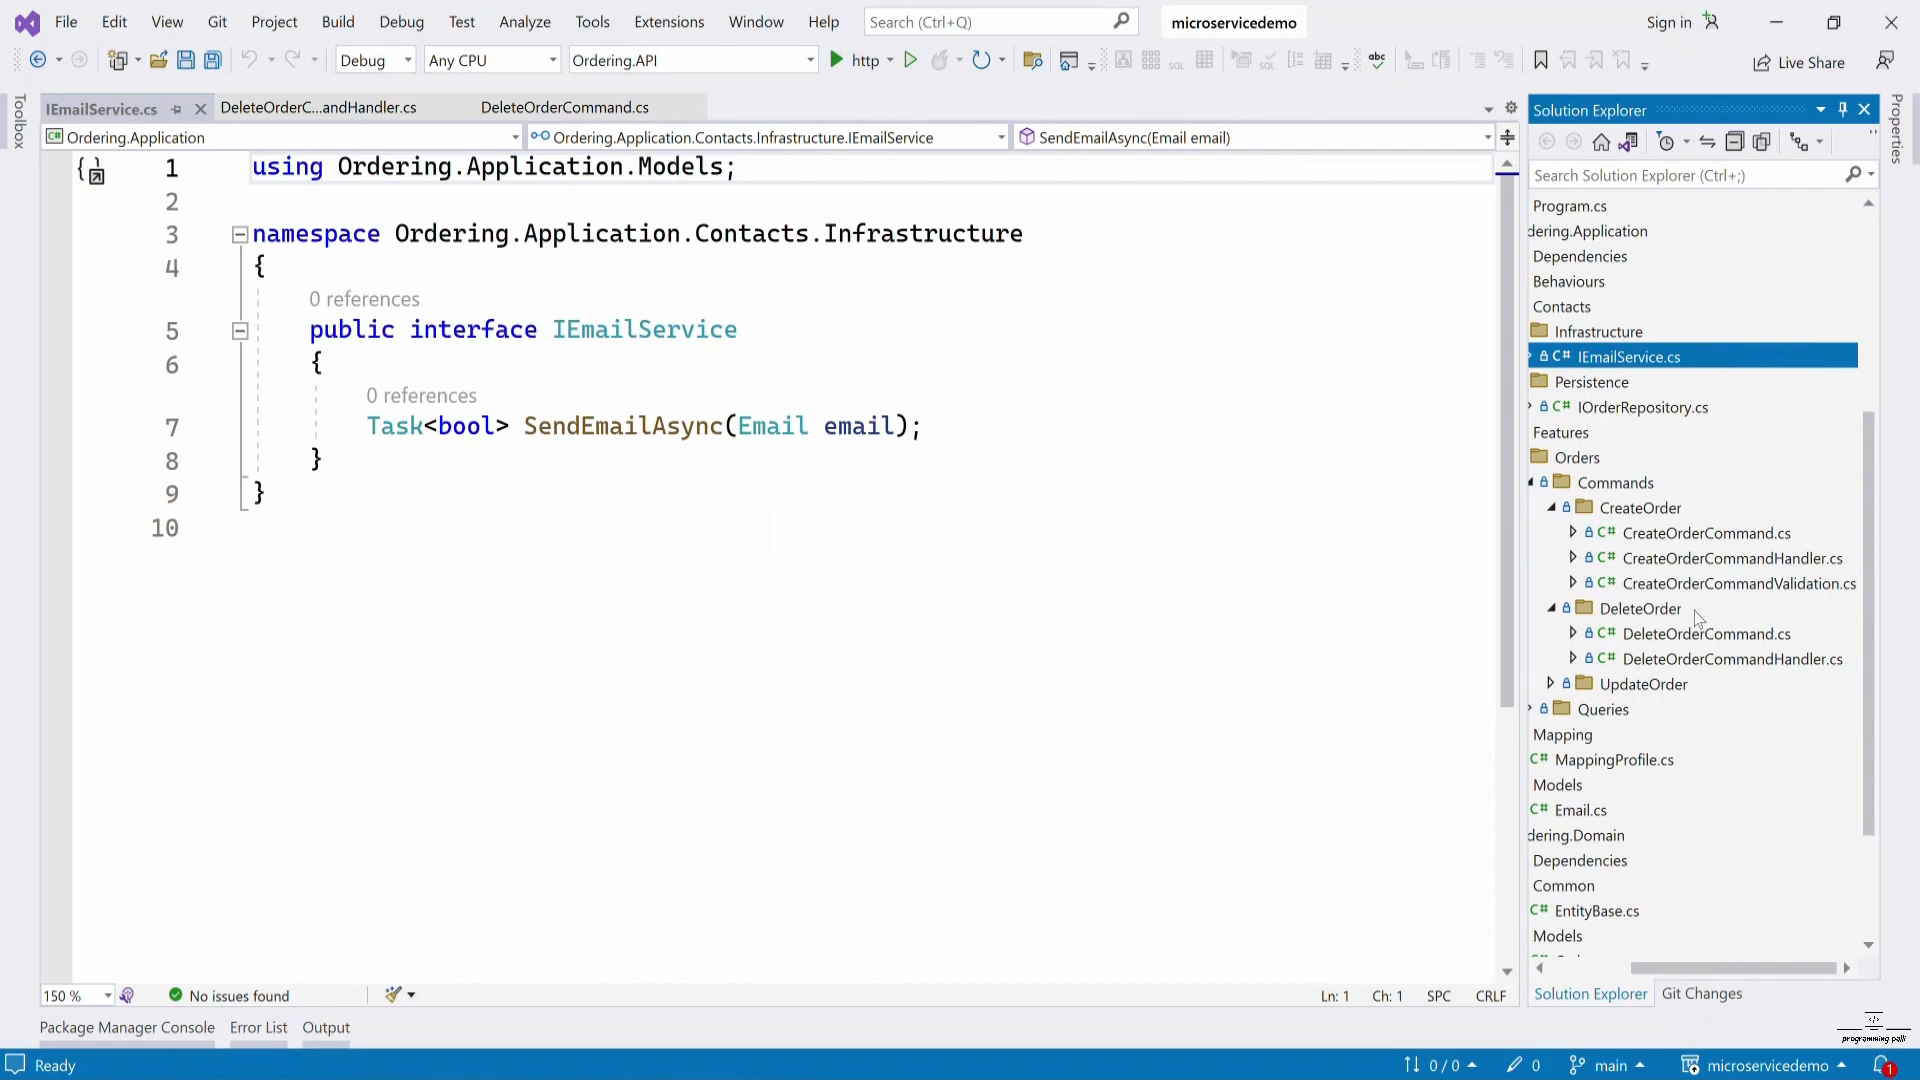 File Edit View Git Project Build Debug Test Analyze Tools Extensions Window Help Search (Ctrl+Q) microservicedemo Sign in
Debug Any CPU Ordering.API http Live Share
Toolbox
IEmailService.cs DeleteOrderC...andHandler.cs DeleteOrderCommand.cs
Ordering.Application Ordering.Application.Contacts.Infrastructure.IEmailService SendEmailAsync(Email email)
1 using Ordering.Application.Models;
2
3 namespace Ordering.Application.Contacts.Infrastructure
4 {
0 references
5 public interface IEmailService
6 {
0 references
7 Task<bool> SendEmailAsync(Email email);
8 }
9 }
10
150 % No issues found Ln: 1 Ch: 1 SPC CRLF
Package Manager Console Error List Output
Solution Explorer
Search Solution Explorer (Ctrl+;)
Program.cs
dering.Application
Dependencies
Behaviours
Contacts
Infrastructure
C# IEmailService.cs
Persistence
C# IOrderRepository.cs
Features
Orders
Commands
CreateOrder
C# CreateOrderCommand.cs
C# CreateOrderCommandHandler.cs
C# CreateOrderCommandValidation.cs
DeleteOrder
C# DeleteOrderCommand.cs
C# DeleteOrderCommandHandler.cs
UpdateOrder
Queries
Mapping
C# MappingProfile.cs
Models
C# Email.cs
dering.Domain
Dependencies
Common
C# EntityBase.cs
Models
Solution Explorer Git Changes
Properties
programming palli
Ready 0 / 0 0 main microservicedemo 1